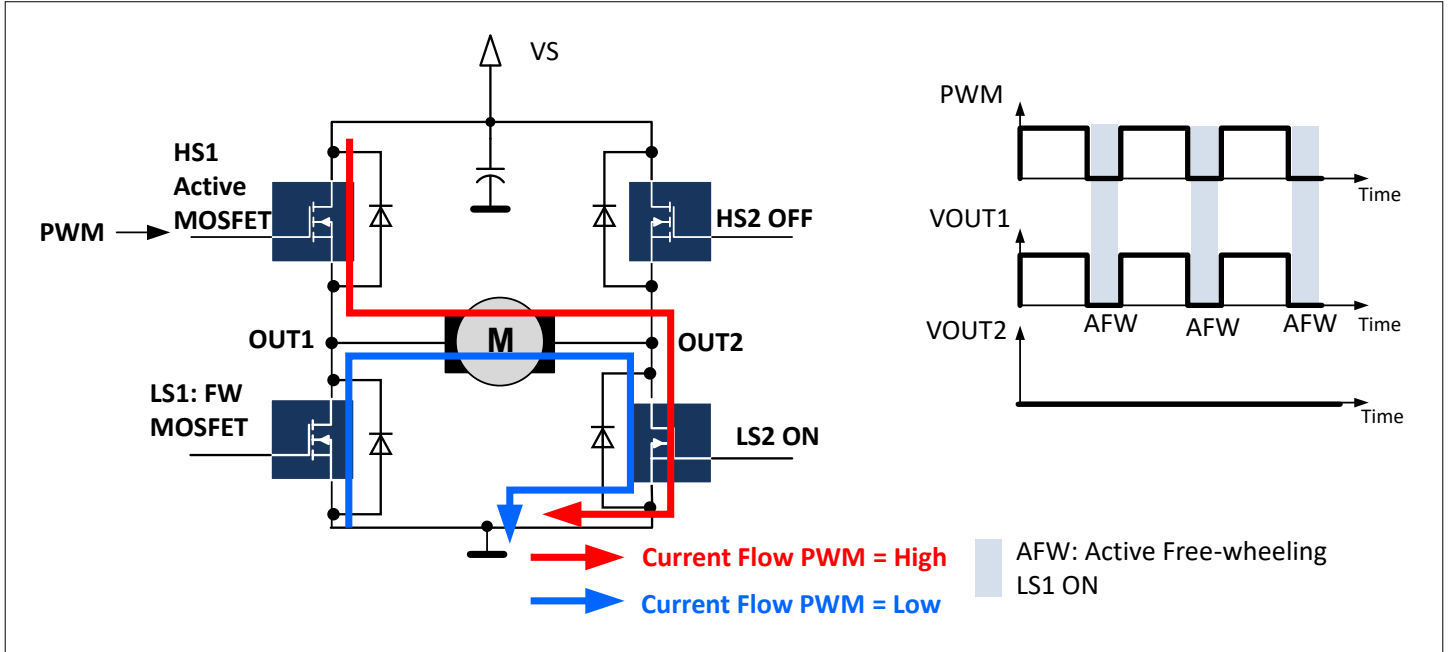 VS
HS1
Active
MOSFET
PWM
HS2 OFF
OUT1
M
OUT2
LS1: FW
MOSFET
LS2 ON
Current Flow PWM = High
Current Flow PWM = Low
PWM
Time
VOUT1
AFW
AFW
AFW
Time
VOUT2
Time
AFW: Active Free-wheeling
LS1 ON